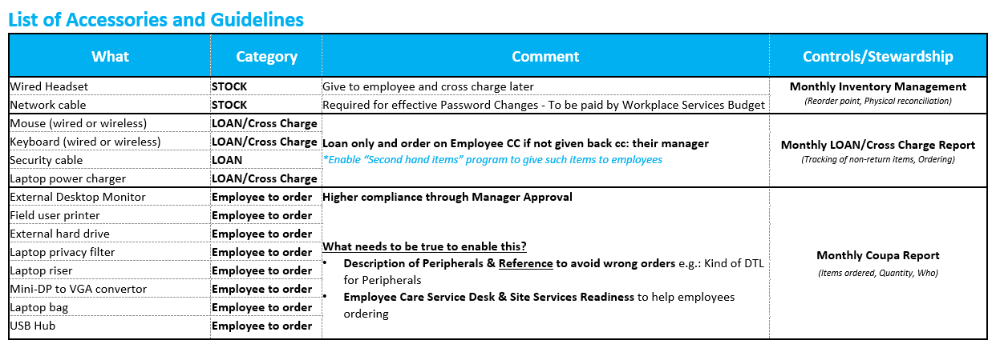 List of Accessories and Guidelines
What Category Comment Controls/Stewardship
Wired Headset STOCK Give to employee and cross charge later
Network cable STOCK Required for effective Password Changes - To be paid by Workplace Services Budget
Monthly Inventory Management
(Reorder point, Physical reconciliation)
Mouse (wired or wireless) LOAN/Cross Charge
Keyboard (wired or wireless) LOAN/Cross Charge
Security cable LOAN
Laptop power charger LOAN/Cross Charge
Loan only and order on Employee CC if not given back cc: their manager
*Enable “Second hand items” program to give such items to employees
Monthly LOAN/Cross Charge Report
(Tracking of non-return items, Ordering)
External Desktop Monitor Employee to order
Field user printer Employee to order
External hard drive Employee to order
Laptop privacy filter Employee to order
Laptop riser Employee to order
Mini-DP to VGA convertor Employee to order
Laptop bag Employee to order
USB Hub Employee to order
Higher compliance through Manager Approval
What needs to be true to enable this?
• Description of Peripherals & Reference to avoid wrong orders e.g.: Kind of DTL
for Peripherals
• Employee Care Service Desk & Site Services Readiness to help employees
ordering
Monthly Coupa Report
(Items ordered, Quantity, Who)